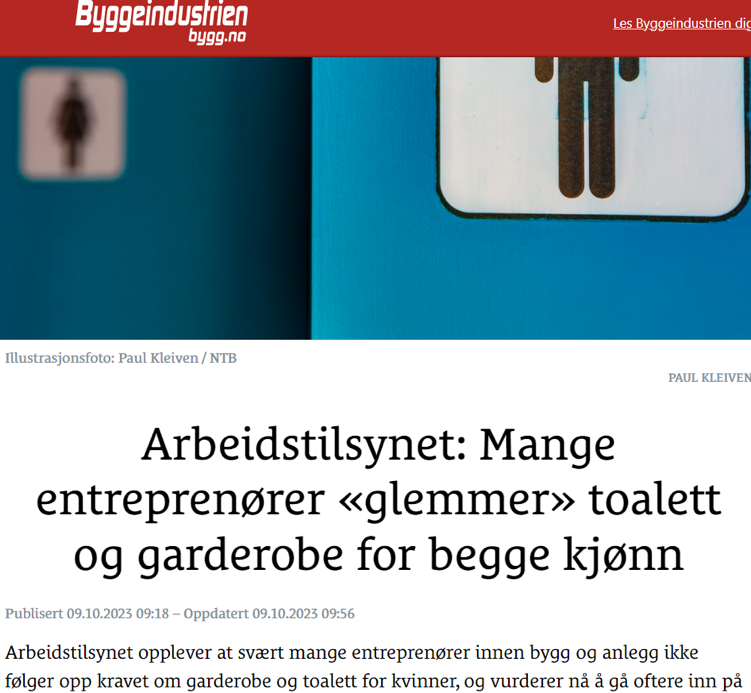 Byggeindustrien
bygg.no
Les Byggeindustrien dig
Illustrasjonsfoto: Paul Kleiven / NTB
PAUL KLEIVEN
Arbeidstilsynet: Mange
entreprenører «glemmer» toalett
og garderobe for begge kjønn
Publisert 09.10.2023 09:18 – Oppdatert 09.10.2023 09:56
Arbeidstilsynet opplever at svært mange entreprenører innen bygg og anlegg ikke
følger opp kravet om garderobe og toalett for kvinner, og vurderer nå å gå oftere inn på